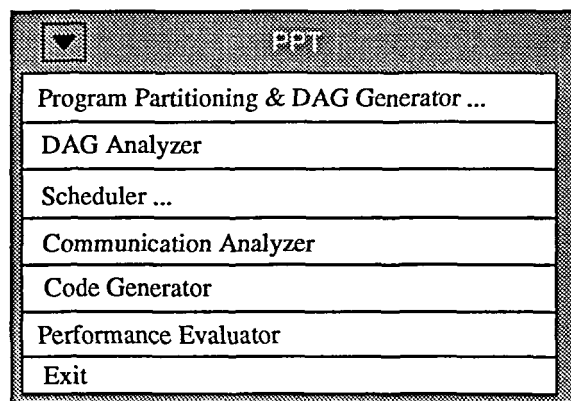 PPT
Program Partitioning & DAG Generator ...
DAG Analyzer
Scheduler ...
Communication Analyzer
Code Generator
Performance Evaluator
Exit